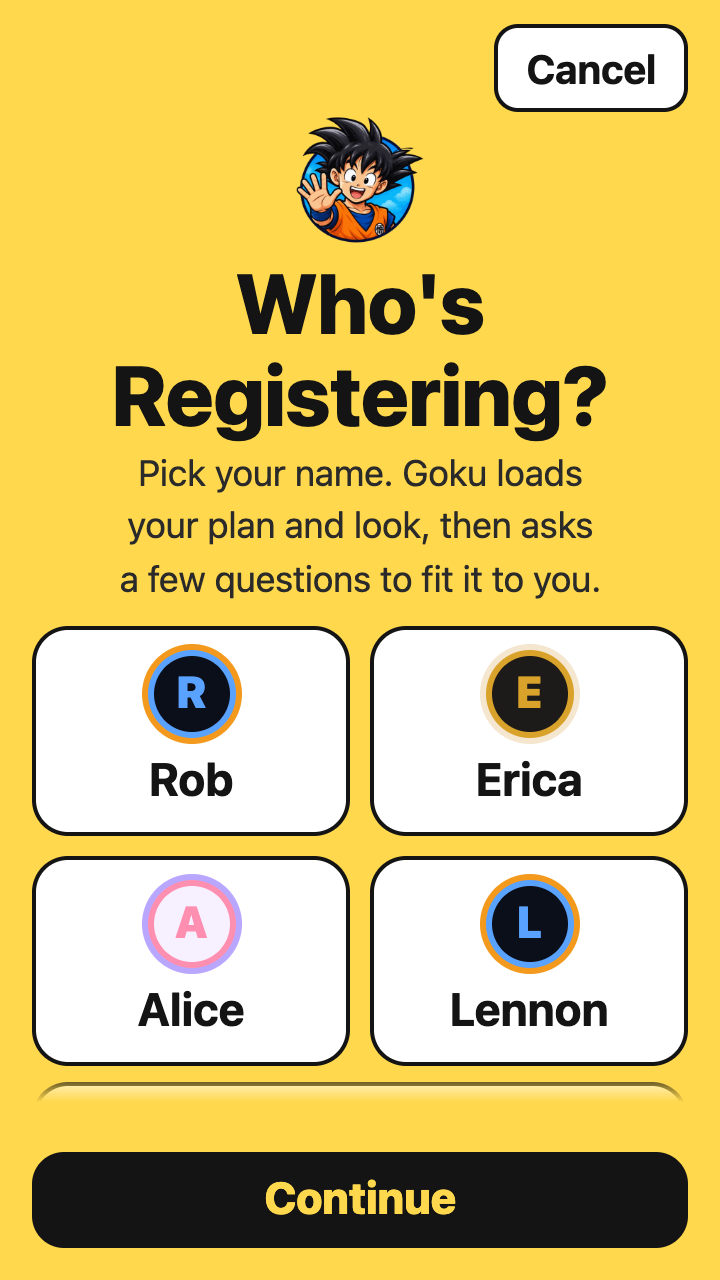 Cancel
Who's
Registering?
Pick your name. Goku loads
your plan and look, then asks
a few questions to fit it to you.
R
E
Rob
Erica
A
L
Alice
Lennon
Continue